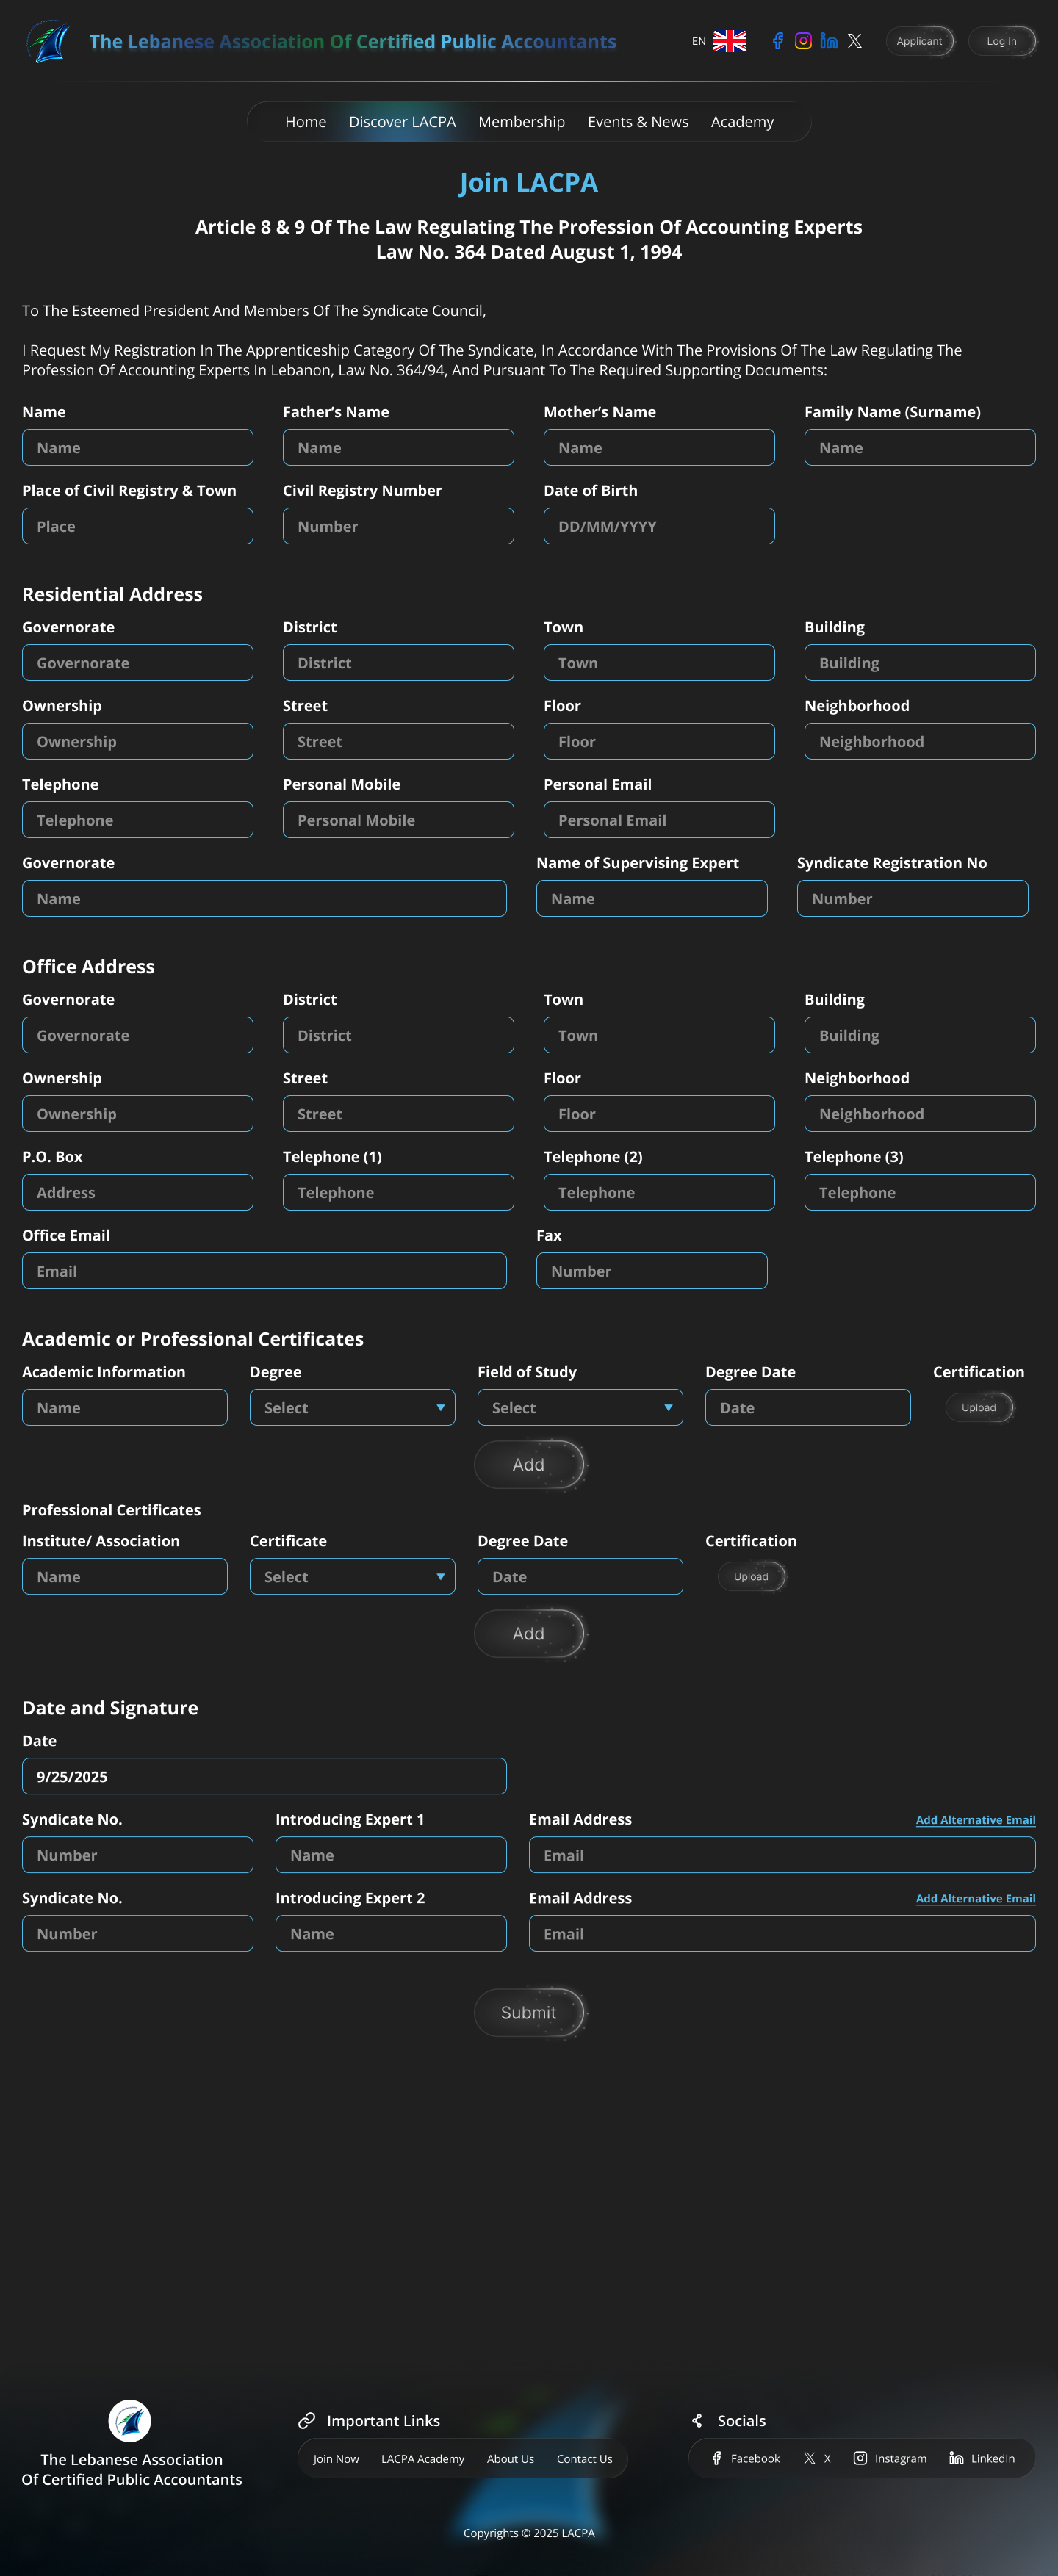 The Lebanese Association Of Certified Public Accountants
EN
Applicant
Log In
Home Discover LACPA Membership Events & News Academy
Join LACPA
Article 8 & 9 Of The Law Regulating The Profession Of Accounting Experts
Law No. 364 Dated August 1, 1994
To The Esteemed President And Members Of The Syndicate Council,
I Request My Registration In The Apprenticeship Category Of The Syndicate, In Accordance With The Provisions Of The Law Regulating The
Profession Of Accounting Experts In Lebanon, Law No. 364/94, And Pursuant To The Required Supporting Documents:
Name Father’s Name Mother’s Name Family Name (Surname)
Name Name Name Name
Place of Civil Registry & Town Civil Registry Number Date of Birth
Place Number DD/MM/YYYY
Residential Address
Governorate District Town Building
Governorate District Town Building
Ownership Street Floor Neighborhood
Ownership Street Floor Neighborhood
Telephone Personal Mobile Personal Email
Telephone Personal Mobile Personal Email
Governorate Name of Supervising Expert Syndicate Registration No
Name Name Number
Office Address
Governorate District Town Building
Governorate District Town Building
Ownership Street Floor Neighborhood
Ownership Street Floor Neighborhood
P.O. Box Telephone (1) Telephone (2) Telephone (3)
Address Telephone Telephone Telephone
Office Email Fax
Email Number
Academic or Professional Certificates
Academic Information Degree Field of Study Degree Date Certification
Name Select Select Date Upload
Add
Professional Certificates
Institute/ Association Certificate Degree Date Certification
Name Select Date Upload
Add
Date and Signature
Date
9/25/2025
Syndicate No. Introducing Expert 1 Email Address Add Alternative Email
Number Name Email
Syndicate No. Introducing Expert 2 Email Address Add Alternative Email
Number Name Email
Submit
The Lebanese Association
Of Certified Public Accountants
Important Links
Join Now LACPA Academy About Us Contact Us
Socials
Facebook X Instagram LinkedIn
Copyrights © 2025 LACPA